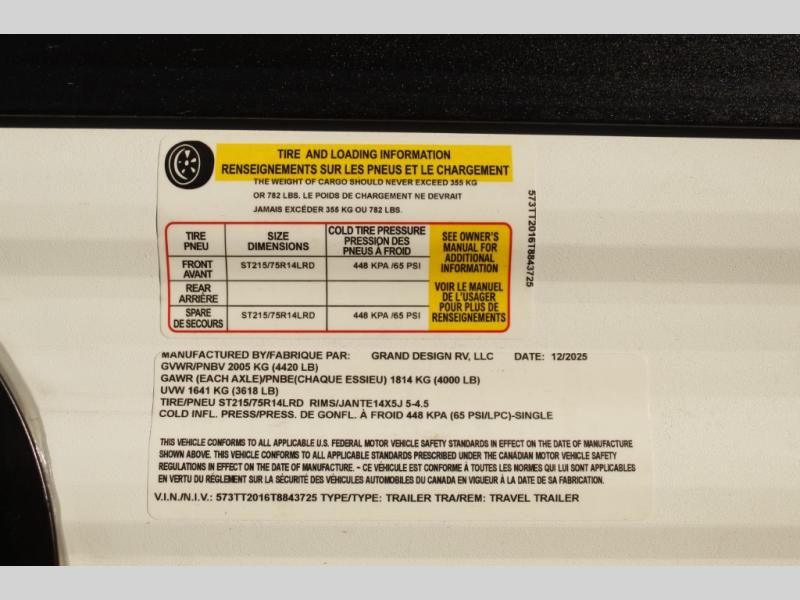 TIRE AND LOADING INFORMATION
RENSEIGNEMENTS SUR LES PNEUS ET LE CHARGEMENT
THE WEIGHT OF CARGO SHOULD NEVER EXCEED 355 KG
OR 782 LBS. LE POIDS DE CHARGEMENT NE DEVRAIT
JAMAIS EXCÉDER 355 KG OU 782 LBS.
TIRE PNEU SIZE DIMENSIONS COLD TIRE PRESSURE PRESSION DES PNEUS À FROID
FRONT AVANT ST215/75R14LRD 448 KPA /65 PSI
REAR ARRIÈRE
SPARE DE SECOURS ST215/75R14LRD 448 KPA /65 PSI
SEE OWNER'S
MANUAL FOR
ADDITIONAL
INFORMATION
VOIR LE MANUEL
DE L'USAGER
POUR PLUS DE
RENSEIGNEMENTS
573TT2016T8843725
MANUFACTURED BY/FABRIQUE PAR: GRAND DESIGN RV, LLC DATE: 12/2025
GVWR/PNBV 2005 KG (4420 LB)
GAWR (EACH AXLE)/PNBE(CHAQUE ESSIEU) 1814 KG (4000 LB)
UVW 1641 KG (3618 LB)
TIRE/PNEU ST215/75R14LRD RIMS/JANTE14X5J 5-4.5
COLD INFL. PRESS/PRESS. DE GONFL. À FROID 448 KPA (65 PSI/LPC)-SINGLE
THIS VEHICLE CONFORMS TO ALL APPLICABLE U.S. FEDERAL MOTOR VEHICLE SAFETY STANDARDS IN EFFECT ON THE DATE OF MANUFACTURE
SHOWN ABOVE. THIS VEHICLE CONFORMS TO ALL APPLICABLE STANDARDS PRESCRIBED UNDER THE CANADIAN MOTOR VEHICLE SAFETY
REGULATIONS IN EFFECT ON THE DATE OF MANUFACTURE. - CE VÉHICULE EST CONFORME À TOUTES LES NORMES QUI LUI SONT APPLICABLES
EN VERTU DU RÈGLEMENT SUR LA SÉCURITÉ DES VÉHICULES AUTOMOBILES DU CANADA EN VIGUEUR À LA DATE DE SA FABRICATION.
V.I.N./N.I.V.: 573TT2016T8843725 TYPE/TYPE: TRAILER TRA/REM: TRAVEL TRAILER